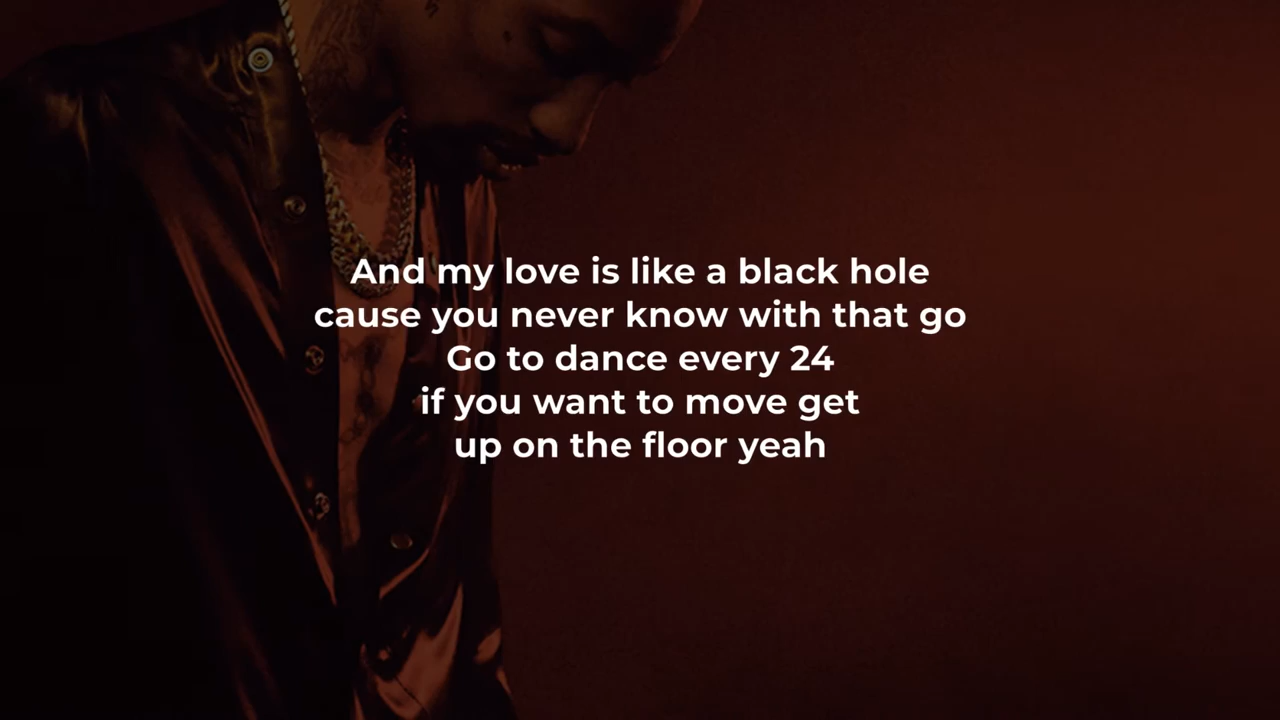 And my love is like a black hole
cause you never know with that go
Go to dance every 24
if you want to move get
up on the floor yeah